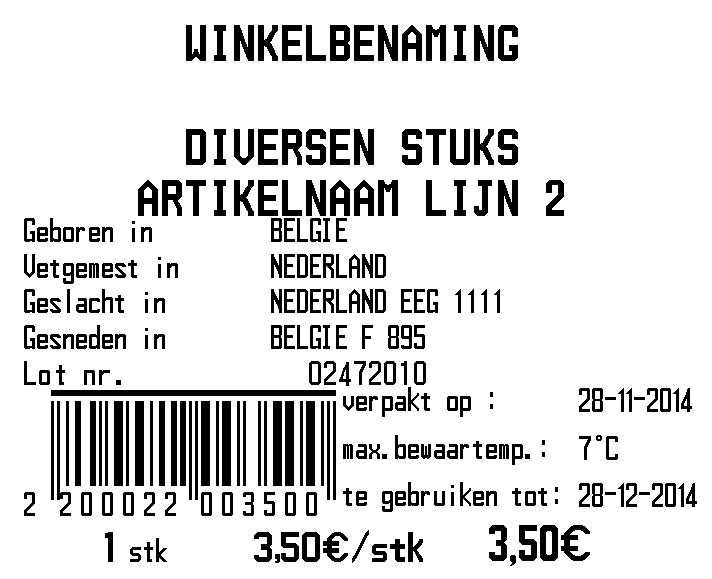 WINKELBENAMING
DIVERSEN STUKS
ARTIKELNAAM LIJN 2
Geboren in BELGIE
Vetgemest in NEDERLAND
Geslacht in NEDERLAND EEG 1111
Gesneden in BELGIE F 895
Lot nr. 02472010
verpakt op : 28-11-2014
max.bewaartemp.: 7°C
te gebruiken tot: 28-12-2014
2 200022 003500
1 stk 3,50€/stk 3,50€